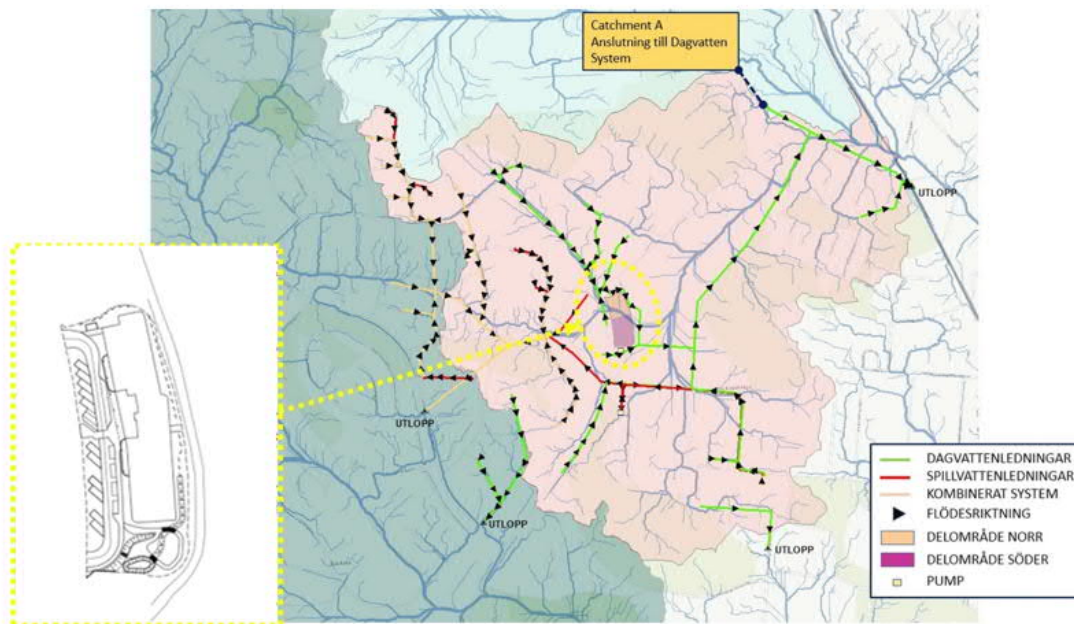 Catchment A
Anslutning till Dagvatten
System
UTLOPP
UTLOPP
UTLOPP
UTLOPP
DAGVATTENLEDNINGAR
SPILLVATTENLEDNINGAR
KOMBINERAT SYSTEM
FLÖDESRIKTNING
DELOMRÅDE NORR
DELOMRÅDE SÖDER
PUMP